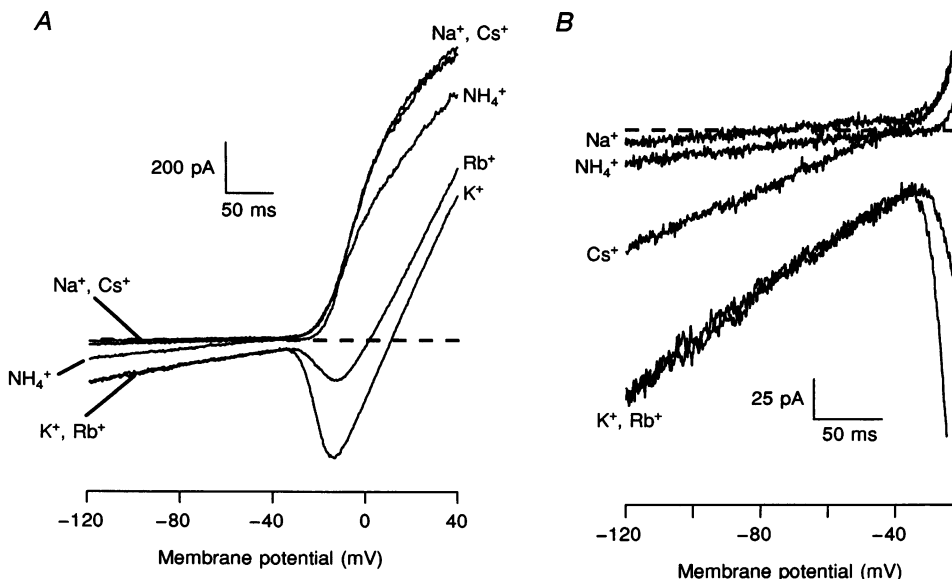 A
Na⁺, Cs⁺
NH₄⁺
Rb⁺
K⁺
200 pA
50 ms
Na⁺, Cs⁺
NH₄⁺
K⁺, Rb⁺
−120
−80
−40
0
40
Membrane potential (mV)
B
Na⁺
NH₄⁺
Cs⁺
K⁺, Rb⁺
25 pA
50 ms
−120
−80
−40
Membrane potential (mV)